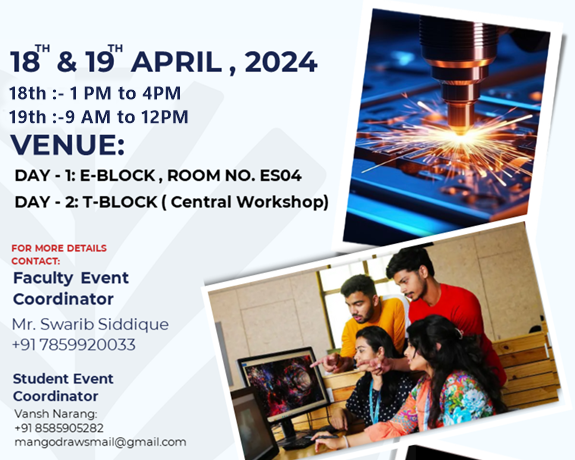 18TH & 19TH APRIL , 2024
18th :- 1 PM to 4PM
19th :-9 AM to 12PM
VENUE:
DAY - 1: E-BLOCK , ROOM NO. ES04
DAY - 2: T-BLOCK ( Central Workshop)
FOR MORE DETAILS
CONTACT:
Faculty Event
Coordinator
Mr. Swarib Siddique
+91 7859920033
Student Event
Coordinator
Vansh Narang:
+91 8585905282
mangodrawsmail@gmail.com